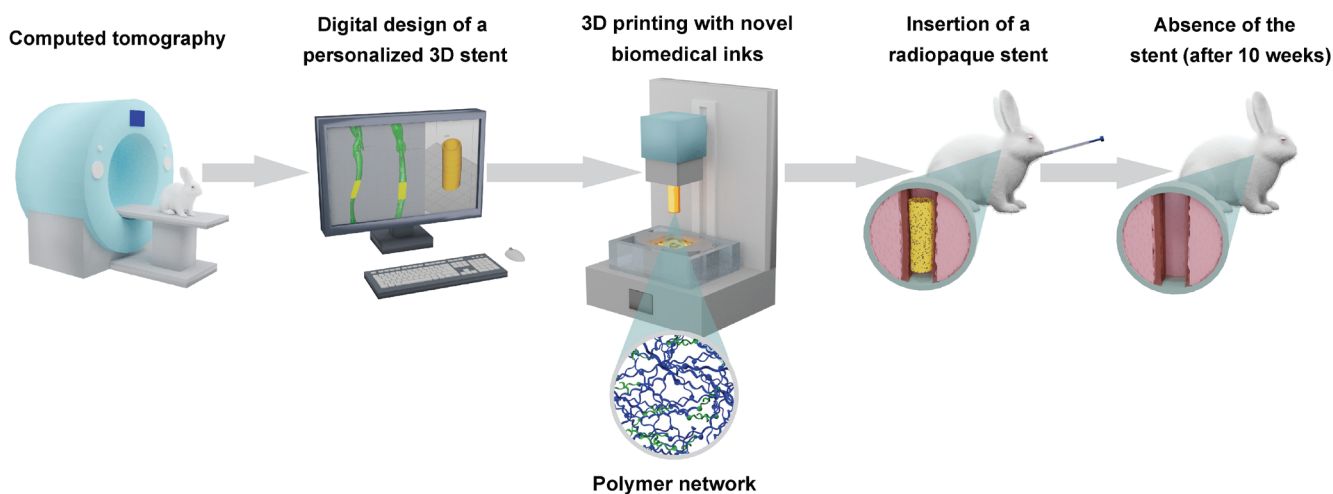 Computed tomography
Digital design of a
personalized 3D stent
3D printing with novel
biomedical inks
Insertion of a
radiopaque stent
Absence of the
stent (after 10 weeks)
Polymer network